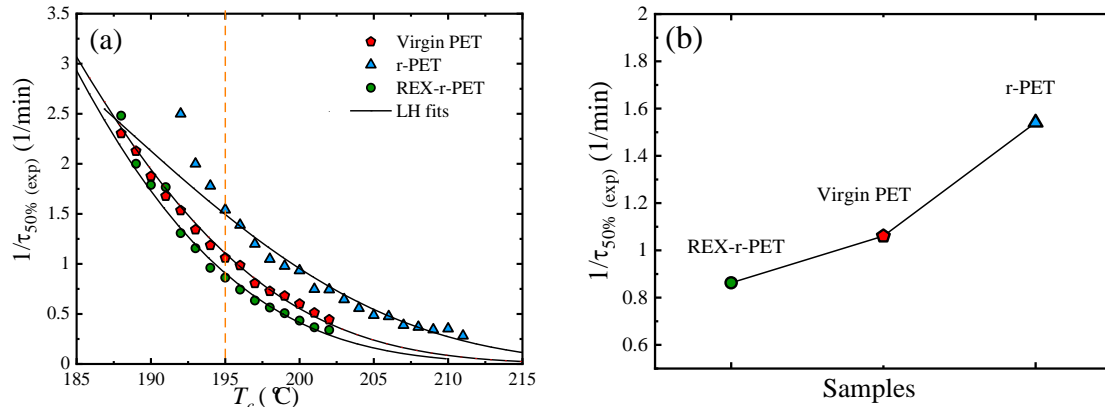 (a)
Virgin PET
r-PET
REX-r-PET
LH fits
1/τ50% (exp) (1/min)
3.5
3
2.5
2
1.5
1
0.5
0
185 190 195 200 205 210 215
Tc (°C)
(b)
r-PET
Virgin PET
REX-r-PET
1/τ50% (exp) (1/min)
2
1.8
1.6
1.4
1.2
1
0.8
0.6
Samples